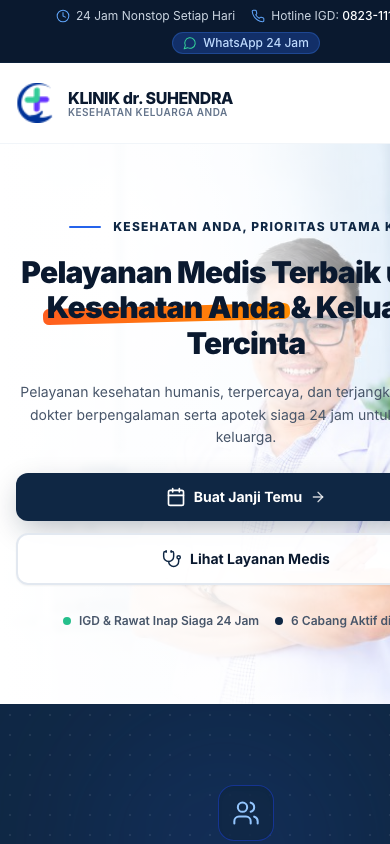 24 Jam Nonstop Setiap Hari Hotline IGD: 0823-11
WhatsApp 24 Jam
KLINIK dr. SUHENDRA
KESEHATAN KELUARGA ANDA
KESEHATAN ANDA, PRIORITAS UTAMA K
Pelayanan Medis Terbaik
Kesehatan Anda & Kelua
Tercinta
Pelayanan kesehatan humanis, terpercaya, dan terjangk
dokter berpengalaman serta apotek siaga 24 jam untuk
keluarga.
Buat Janji Temu →
Lihat Layanan Medis
IGD & Rawat Inap Siaga 24 Jam 6 Cabang Aktif di